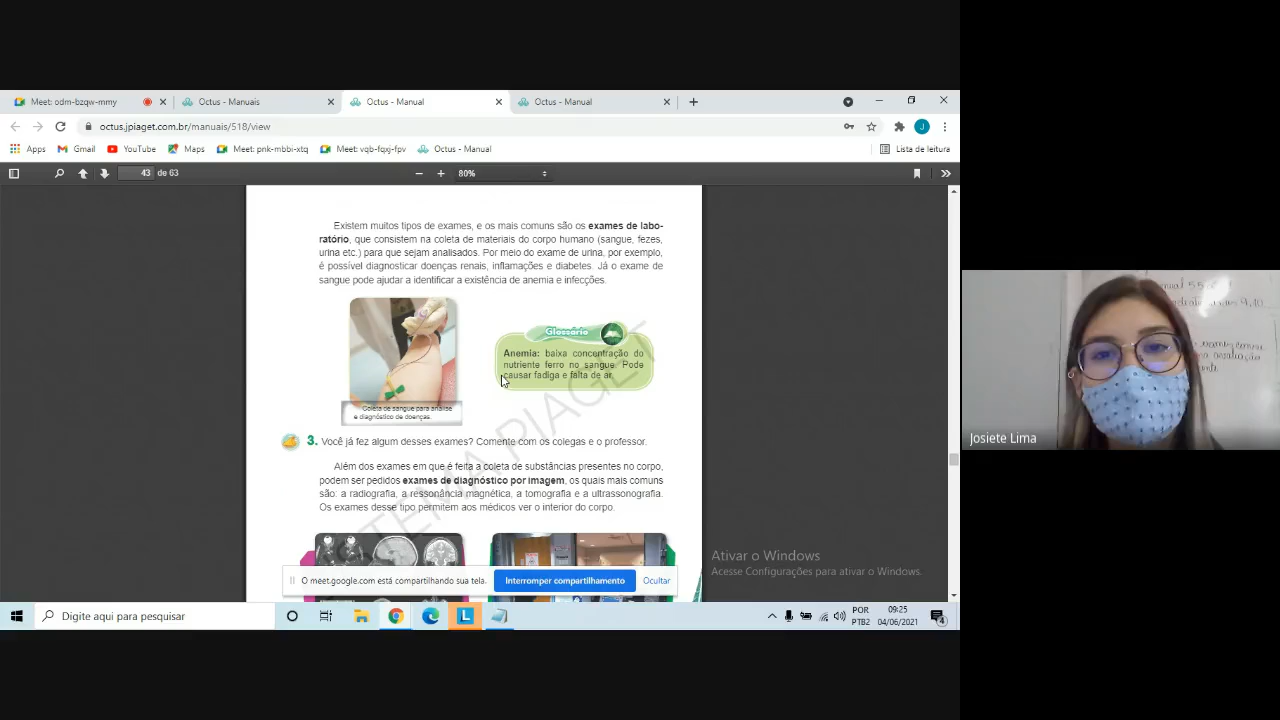 Meet: odm-bzqw-mmy
Octus - Manuais
Octus - Manual
Octus - Manual
octus.jpiaget.com.br/manuais/518/view
Apps
Gmail
YouTube
Maps
Meet: pnk-mbbi-xtq
Meet: vqb-fqxj-fpv
Octus - Manual
Lista de leitura
43 de 63
80%
Existem muitos tipos de exames, e os mais comuns são os exames de labo-
ratório, que consistem na coleta de materiais do corpo humano (sangue, fezes,
urina etc.) para que sejam analisados. Por meio do exame de urina, por exemplo,
é possível diagnosticar doenças renais, inflamações e diabetes. Já o exame de
sangue pode ajudar a identificar a existência de anemia e infecções.
Glossário
Anemia: baixa concentração do
nutriente ferro no sangue. Pode
causar fadiga e falta de ar.
Coleta de sangue para análise
e diagnóstico de doenças.
3. Você já fez algum desses exames? Comente com os colegas e o professor.
Além dos exames em que é feita a coleta de substâncias presentes no corpo,
podem ser pedidos exames de diagnóstico por imagem, os quais mais comuns
são: a radiografia, a ressonância magnética, a tomografia e a ultrassonografia.
Os exames desse tipo permitem aos médicos ver o interior do corpo.
TEMA PIAGET
O meet.google.com está compartilhando sua tela.
Interromper compartilhamento
Ocultar
Ativar o Windows
Acesse Configurações para ativar o Windows.
Digite aqui para pesquisar
L
POR
PTB2
09:25
04/06/2021
4
J
Josiete Lima